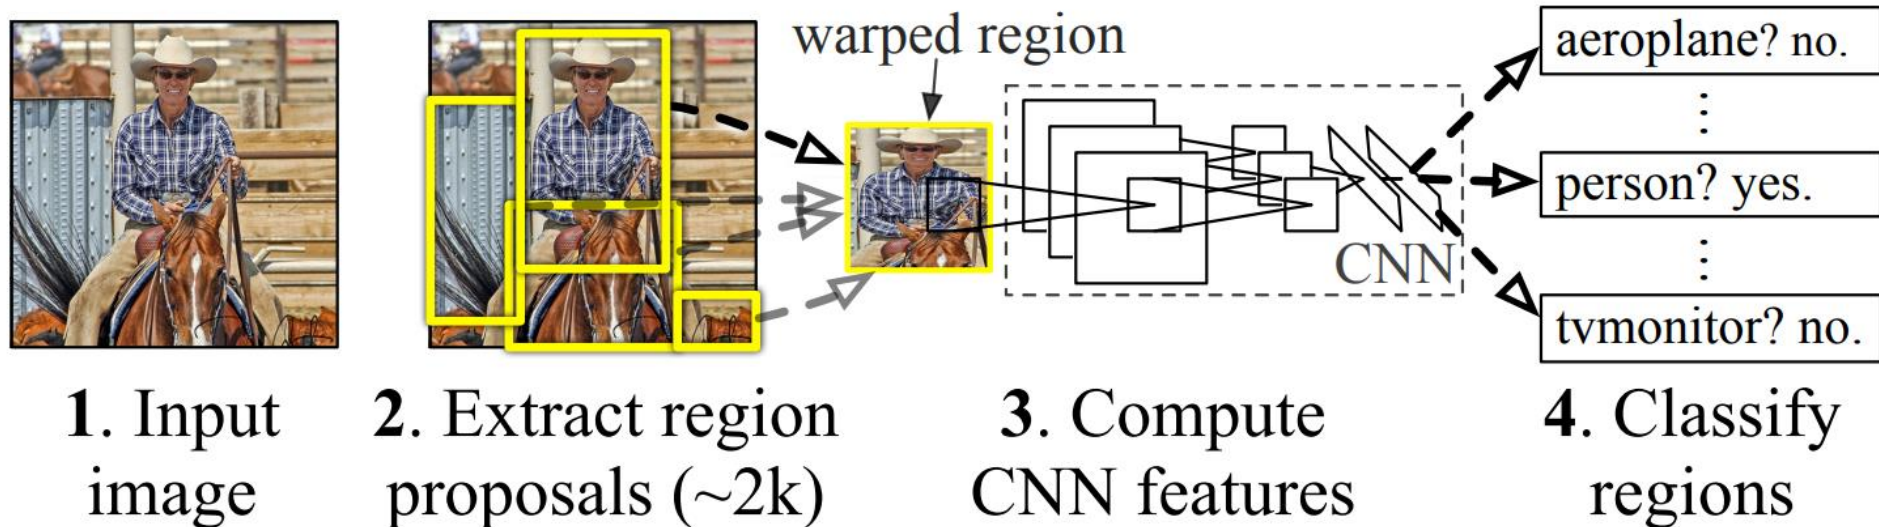 warped region
aeroplane? no.
⋮
person? yes.
⋮
CNN
tvmonitor? no.
1. Input
image
2. Extract region
proposals (~2k)
3. Compute
CNN features
4. Classify
regions